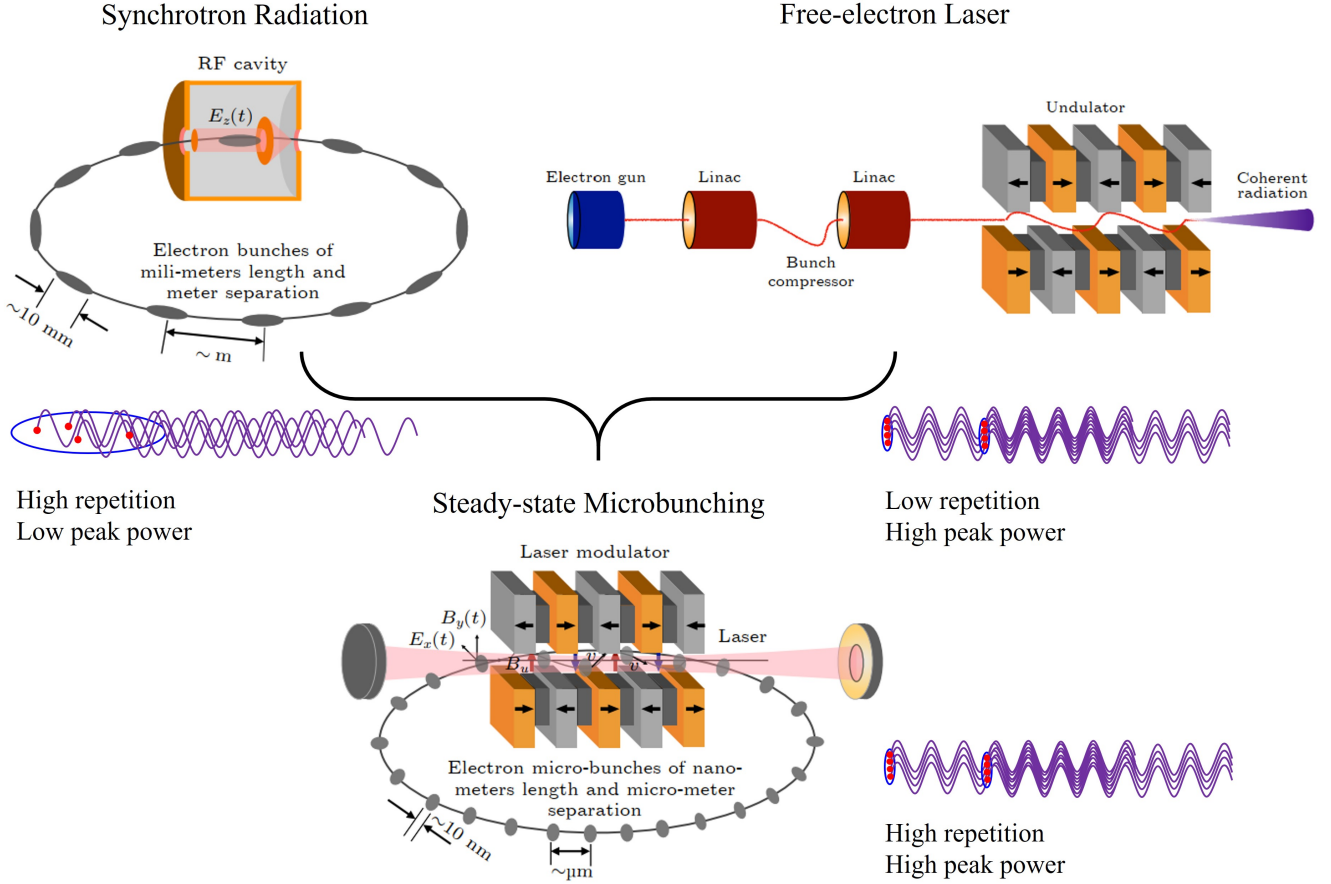 Synchrotron Radiation
RF cavity
E_z(t)
Electron bunches of
mili-meters length and
meter separation
~10 mm
~ m
High repetition
Low peak power
Free-electron Laser
Undulator
Electron gun
Linac
Linac
Bunch
compressor
Coherent
radiation
Low repetition
High peak power
Steady-state Microbunching
Laser modulator
B_y(t)
E_x(t)
Laser
B_u
v
v
Electron micro-bunches of nano-
meters length and micro-meter
separation
~10 nm
~μm
High repetition
High peak power